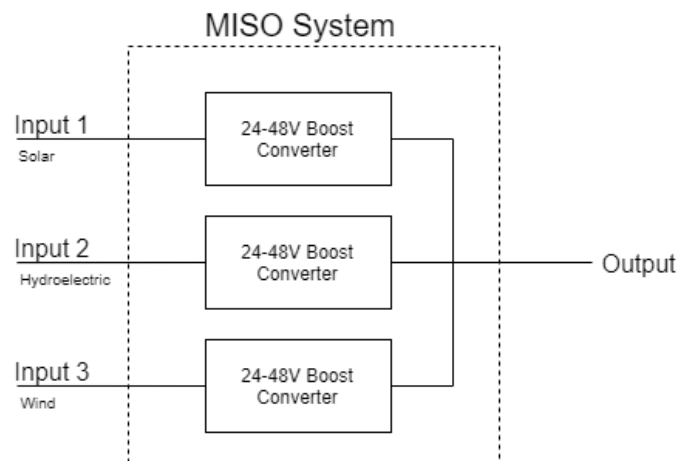 MISO System
Input 1
Solar
24-48V Boost
Converter
Input 2
Hydroelectric
24-48V Boost
Converter
Output
Input 3
Wind
24-48V Boost
Converter